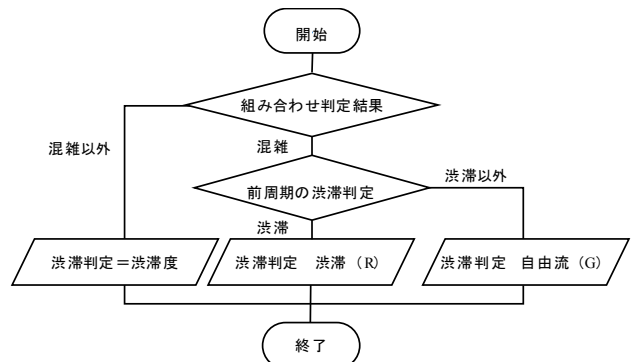 開始
組み合わせ判定結果
混雑以外
混雑
前周期の渋滞判定
渋滞以外
渋滞
渋滞判定＝渋滞度
渋滞判定　渋滞（R）
渋滞判定　自由流（G）
終了